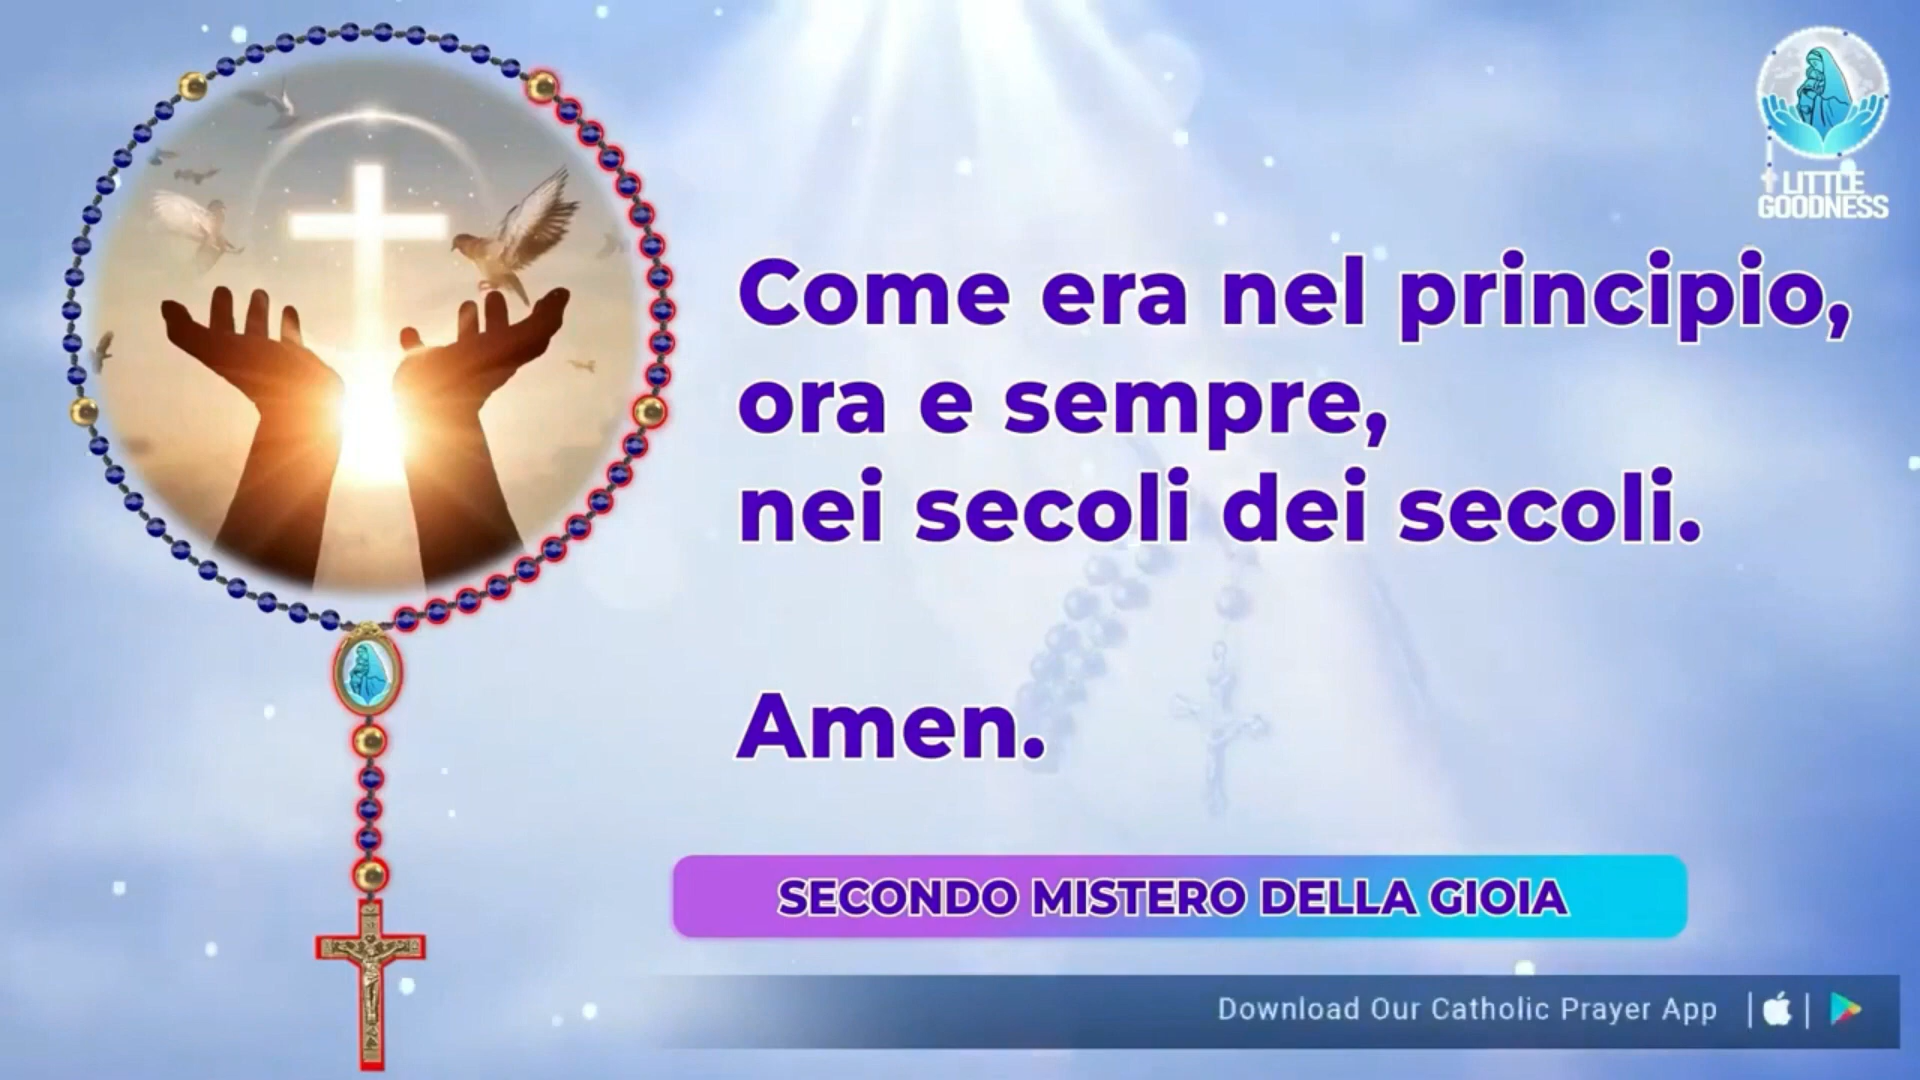 LITTLE
GOODNESS
Come era nel principio,
ora e sempre,
nei secoli dei secoli.
Amen.
SECONDO MISTERO DELLA GIOIA
Download Our Catholic Prayer App